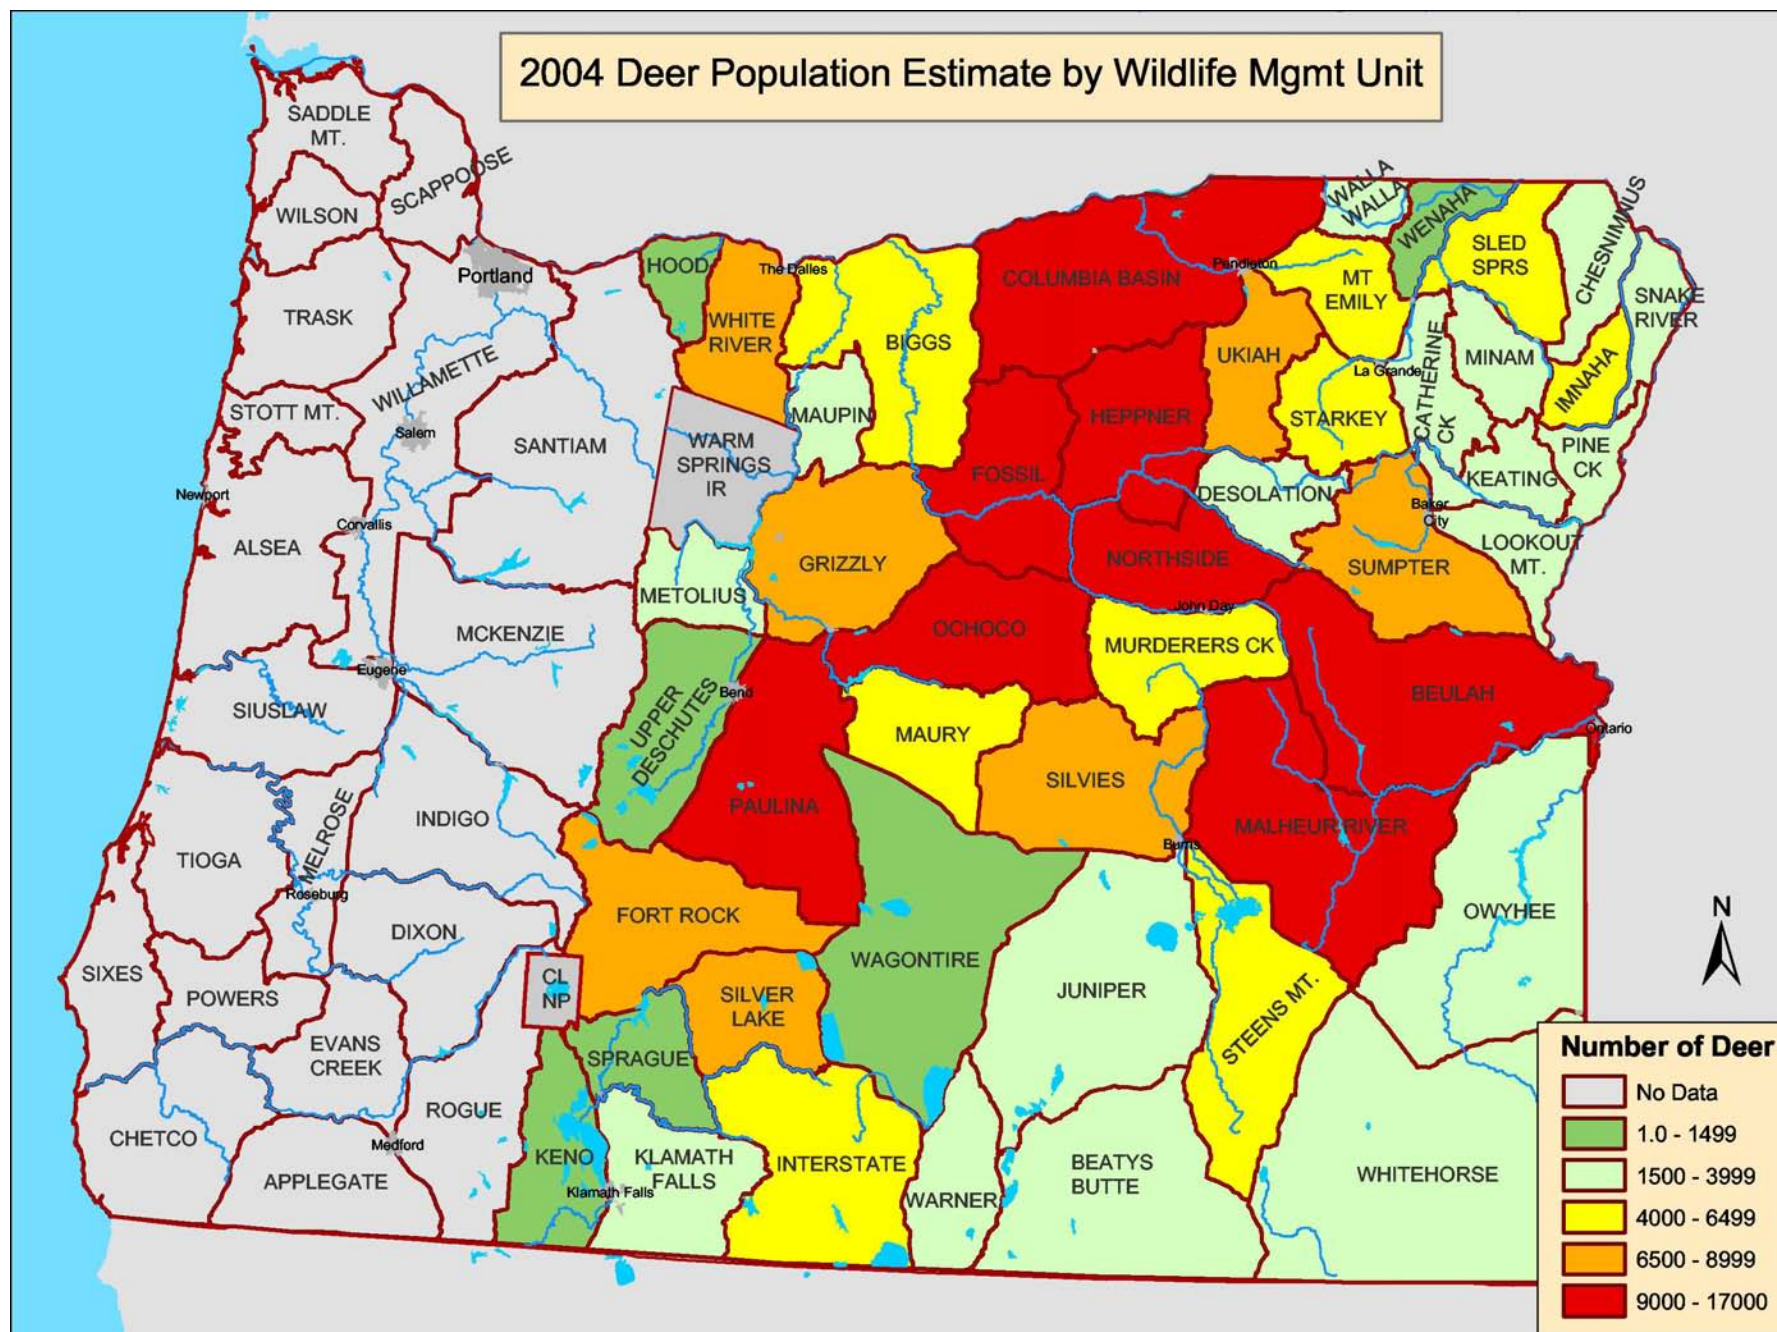 2004 Deer Population Estimate by Wildlife Mgmt Unit
SADDLE
MT.
SCAPPOOSE
WILSON
Portland
TRASK
WILLAMETTE
STOTT MT.
Salem
SANTIAM
Newport
Corvallis
ALSEA
MCKENZIE
Eugene
SIUSLAW
INDIGO
MELROSE
TIOGA
Roseburg
DIXON
SIXES
POWERS
CL
NP
EVANS
CREEK
ROGUE
CHETCO
Medford
APPLEGATE
HOOD
The Dalles
WHITE
RIVER
BIGGS
MAUPIN
WARM
SPRINGS
IR
GRIZZLY
METOLIUS
UPPER
DESCHUTES
Bend
PAULINA
FORT ROCK
SILVER
LAKE
SPRAGUE
KENO
KLAMATH
FALLS
Klamath Falls
INTERSTATE
WARNER
WAGONTIRE
COLUMBIA BASIN
Pendleton
HEPPNER
FOSSIL
UKIAH
WALLA
WALLA
WENAHA
MT
EMILY
SLED
SPRS
CHESNIMNUS
SNAKE
RIVER
La Grande
MINAM
IMNAHA
STARKEY
CATHERINE
CK
PINE
CK
KEATING
DESOLATION
Baker
City
LOOKOUT
MT.
SUMPTER
NORTHSIDE
John Day
OCHOCO
MURDERERS CK
BEULAH
Ontario
MAURY
SILVIES
MALHEUR RIVER
Burns
OWYHEE
JUNIPER
STEENS MT.
BEATYS
BUTTE
WHITEHORSE
N
Number of Deer
No Data
1.0 - 1499
1500 - 3999
4000 - 6499
6500 - 8999
9000 - 17000